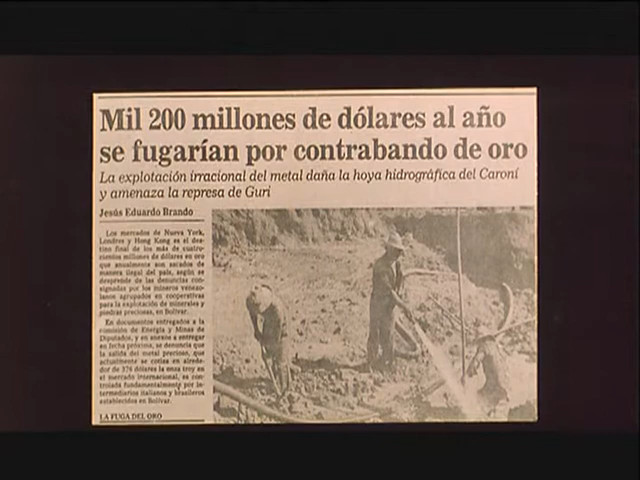 Mil 200 millones de dólares al año
se fugarían por contrabando de oro
La explotación irracional del metal daña la hoya hidrográfica del Caroní
y amenaza la represa de Guri
Jesús Eduardo Brando
Los mercados de Nueva York,
Londres y Hong Kong es el des-
tino final de los más de cuatro-
cientos millones de dólares en oro
que anualmente son sacados de
manera ilegal del país, según se
desprende de las denuncias con-
signadas por los mineros venezo-
lanos agrupados en cooperativas
para la explotación de minerales y
piedras preciosas, en Bolívar.
En documentos entregados a la
comisión de Energía y Minas de
Diputados, y en anexos a entregar
en fecha próxima, se denuncia que
la salida del metal precioso, que
actualmente se cotiza en alrede-
dor de 376 dólares la onza troy en
el mercado internacional, es con-
trolada fundamentalmente por in-
termediarios italianos y brasileros
establecidos en Bolívar.
LA FUGA DEL ORO